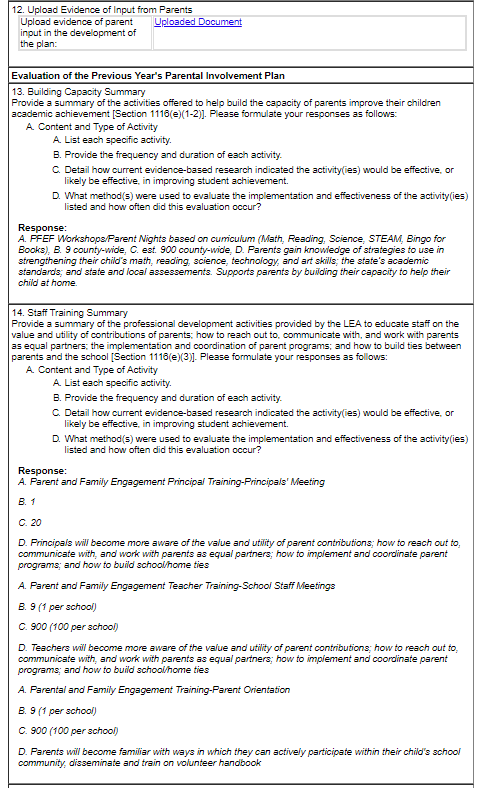 12. Upload Evidence of Input from Parents
Upload evidence of parent
input in the development of
the plan:
Uploaded Document
Evaluation of the Previous Year's Parental Involvement Plan
13. Building Capacity Summary
Provide a summary of the activities offered to help build the capacity of parents improve their children
academic achievement [Section 1116(e)(1-2)]. Please formulate your responses as follows:
A. Content and Type of Activity
A. List each specific activity.
B. Provide the frequency and duration of each activity.
C. Detail how current evidence-based research indicated the activity(ies) would be effective, or
likely be effective, in improving student achievement.
D. What method(s) were used to evaluate the implementation and effectiveness of the activity(ies)
listed and how often did this evaluation occur?
Response:
A. PFEF Workshops/Parent Nights based on curriculum (Math, Reading, Science, STEAM, Bingo for
Books), B. 9 county-wide, C. est. 900 county-wide, D. Parents gain knowledge of strategies to use in
strengthening their child's math, reading, science, technology, and art skills; the state's academic
standards; and state and local assessements. Supports parents by building their capacity to help their
child at home.
14. Staff Training Summary
Provide a summary of the professional development activities provided by the LEA to educate staff on the
value and utility of contributions of parents; how to reach out to, communicate with, and work with parents
as equal partners; the implementation and coordination of parent programs; and how to build ties between
parents and the school [Section 1116(e)(3)]. Please formulate your responses as follows:
A. Content and Type of Activity
A. List each specific activity.
B. Provide the frequency and duration of each activity.
C. Detail how current evidence-based research indicated the activity(ies) would be effective, or
likely be effective, in improving student achievement.
D. What method(s) were used to evaluate the implementation and effectiveness of the activity(ies)
listed and how often did this evaluation occur?
Response:
A. Parent and Family Engagement Principal Training-Principals' Meeting
B. 1
C. 20
D. Principals will become more aware of the value and utility of parent contributions; how to reach out to,
communicate with, and work with parents as equal partners; how to implement and coordinate parent
programs; and how to build school/home ties
A. Parent and Family Engagement Teacher Training-School Staff Meetings
B. 9 (1 per school)
C. 900 (100 per school)
D. Teachers will become more aware of the value and utility of parent contributions; how to reach out to,
communicate with, and work with parents as equal partners; how to implement and coordinate parent
programs; and how to build school/home ties
A. Parental and Family Engagement Training-Parent Orientation
B. 9 (1 per school)
C. 900 (100 per school)
D. Parents will become familiar with ways in which they can actively participate within their child's school
community, disseminate and train on volunteer handbook